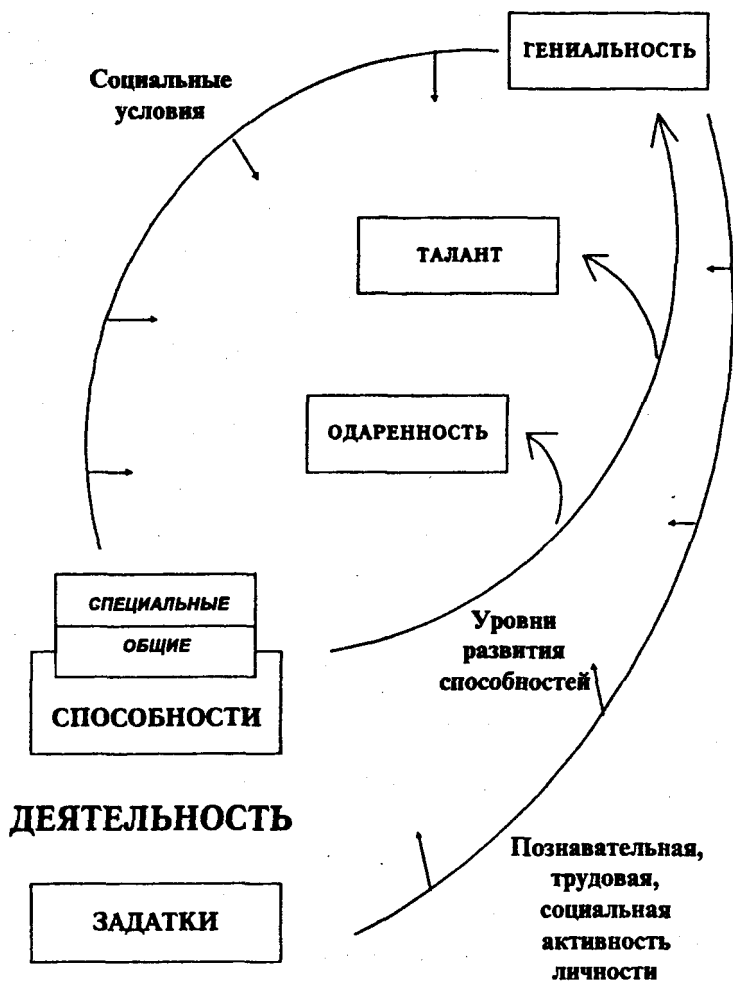 ГЕНИАЛЬНОСТЬ
Социальные
условия
ТАЛАНТ
ОДАРЕННОСТЬ
СПЕЦИАЛЬНЫЕ
ОБЩИЕ
СПОСОБНОСТИ
Уровни
развития
способностей
ДЕЯТЕЛЬНОСТЬ
Познавательная,
трудовая,
социальная
активность
личности
ЗАДАТКИ